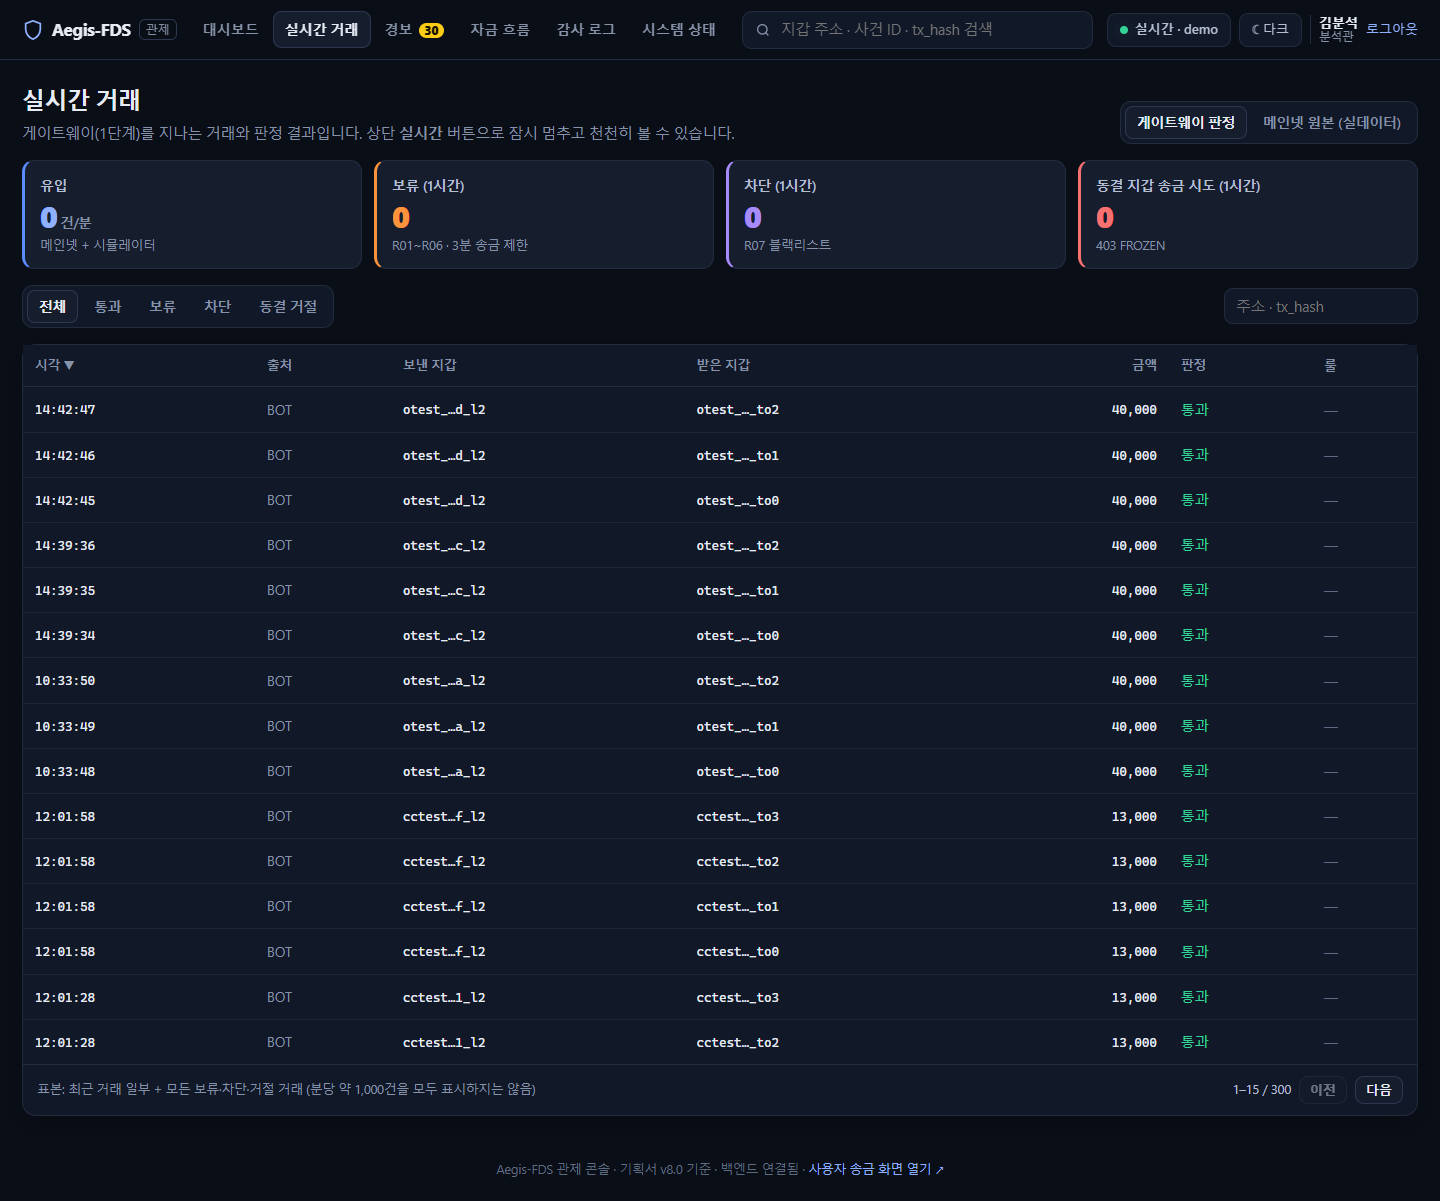 Aegis-FDS 관제 대시보드 실시간 거래 경보 30 자금 흐름 감사 로그 시스템 상태 지갑 주소 · 사건 ID · tx_hash 검색 실시간 · demo ☾ 다크 김분석 분석관 로그아웃
실시간 거래
게이트웨이(1단계)를 지나는 거래와 판정 결과입니다. 상단 실시간 버튼으로 잠시 멈추고 천천히 볼 수 있습니다.
게이트웨이 판정 메인넷 원본 (실데이터)
유입
0 건/분
메인넷 + 시뮬레이터
보류 (1시간)
0
R01~R06 · 3분 송금 제한
차단 (1시간)
0
R07 블랙리스트
동결 지갑 송금 시도 (1시간)
0
403 FROZEN
전체 통과 보류 차단 동결 거절 주소 · tx_hash
시각 ▼ 출처 보낸 지갑 받은 지갑 금액 판정 룰
14:42:47 BOT otest_…d_l2 otest_…_to2 40,000 통과 —
14:42:46 BOT otest_…d_l2 otest_…_to1 40,000 통과 —
14:42:45 BOT otest_…d_l2 otest_…_to0 40,000 통과 —
14:39:36 BOT otest_…c_l2 otest_…_to2 40,000 통과 —
14:39:35 BOT otest_…c_l2 otest_…_to1 40,000 통과 —
14:39:34 BOT otest_…c_l2 otest_…_to0 40,000 통과 —
10:33:50 BOT otest_…a_l2 otest_…_to2 40,000 통과 —
10:33:49 BOT otest_…a_l2 otest_…_to1 40,000 통과 —
10:33:48 BOT otest_…a_l2 otest_…_to0 40,000 통과 —
12:01:58 BOT cctest…f_l2 cctest…_to3 13,000 통과 —
12:01:58 BOT cctest…f_l2 cctest…_to2 13,000 통과 —
12:01:58 BOT cctest…f_l2 cctest…_to1 13,000 통과 —
12:01:58 BOT cctest…f_l2 cctest…_to0 13,000 통과 —
12:01:28 BOT cctest…1_l2 cctest…_to3 13,000 통과 —
12:01:28 BOT cctest…1_l2 cctest…_to2 13,000 통과 —
표본: 최근 거래 일부 + 모든 보류·차단·거절 거래 (분당 약 1,000건을 모두 표시하지는 않음) 1–15 / 300 이전 다음
Aegis-FDS 관제 콘솔 · 기획서 v8.0 기준 · 백엔드 연결됨 · 사용자 송금 화면 열기 ↗